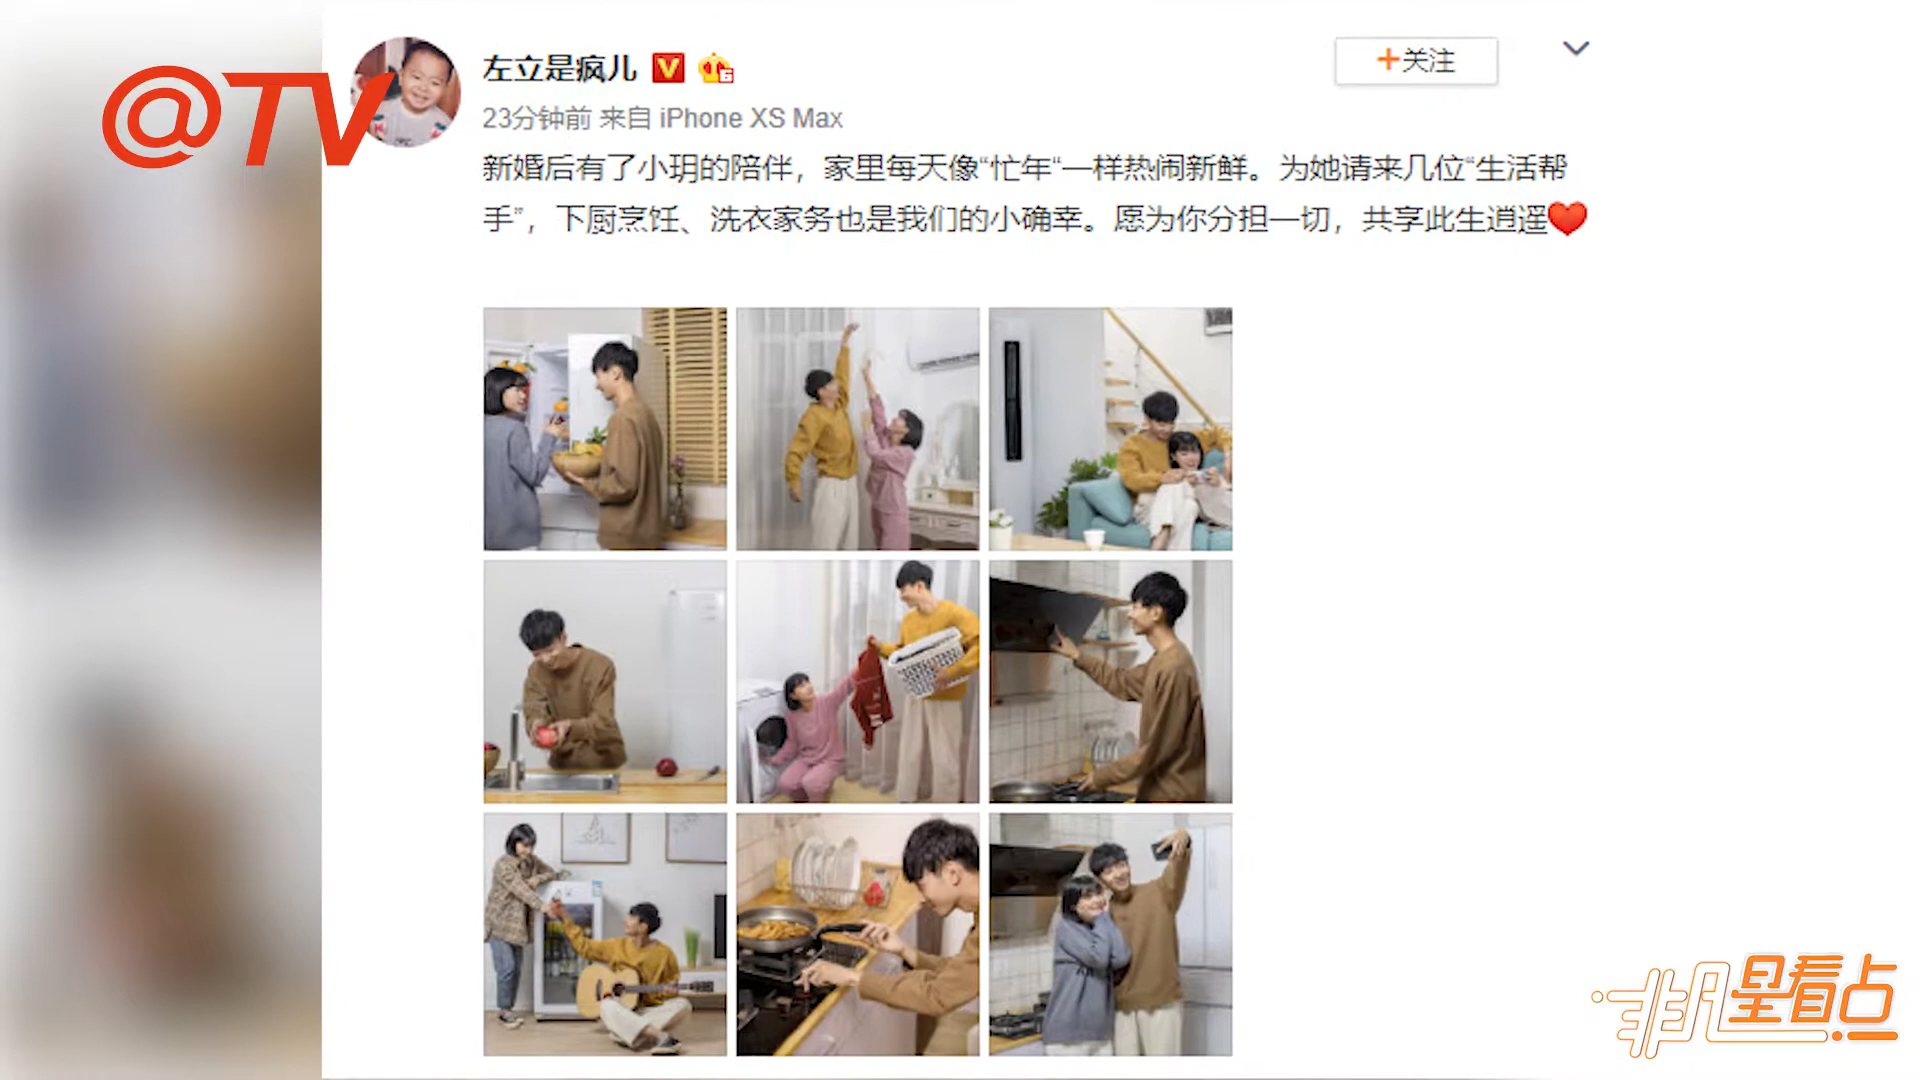 @TV
左立是疯儿
+关注
23分钟前 来自 iPhone XS Max
新婚后有了小玥的陪伴，家里每天像“忙年“一样热闹新鲜。为她请来几位“生活帮
手”，下厨烹饪、洗衣家务也是我们的小确幸。愿为你分担一切，共享此生逍遥❤
非凡星看点